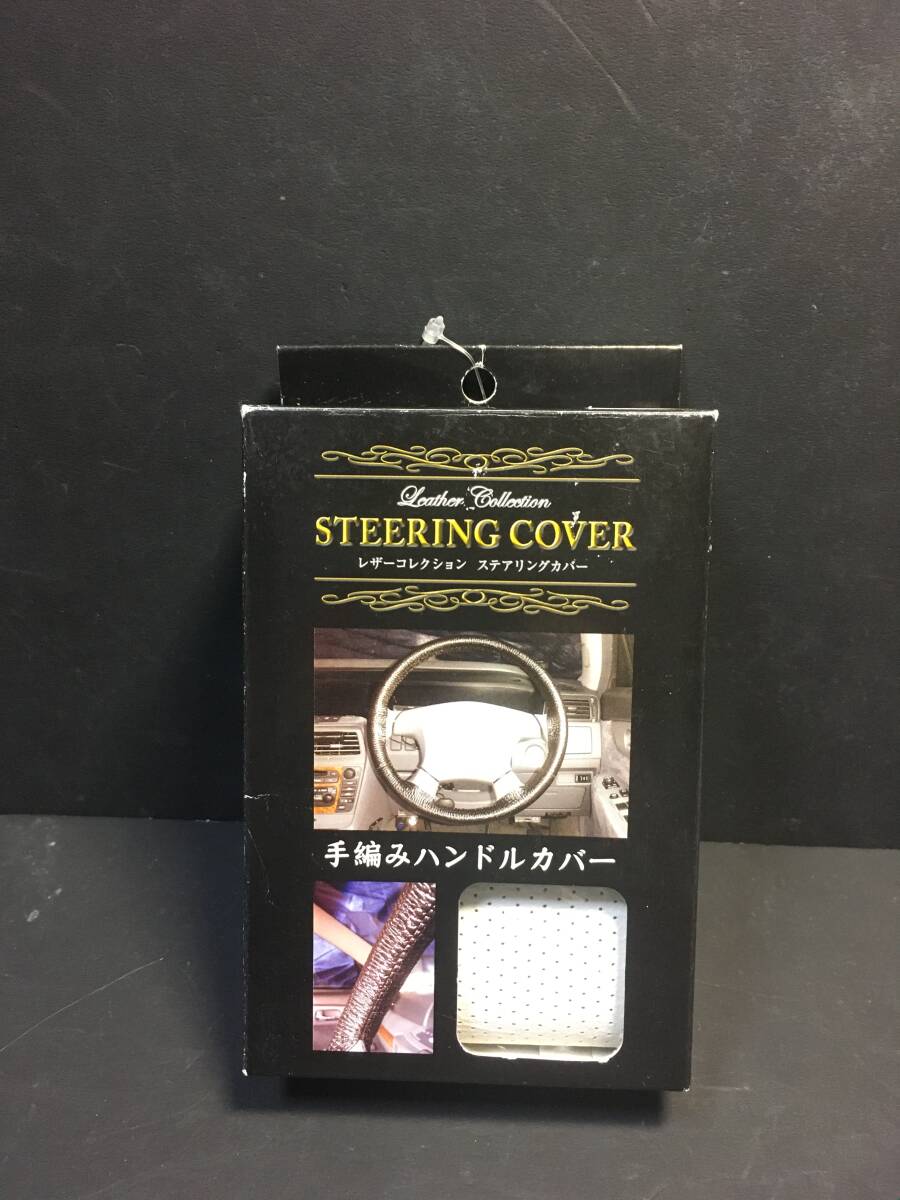 Leather Collection
STEERING COVER
レザーコレクション ステアリングカバー
手編みハンドルカバー